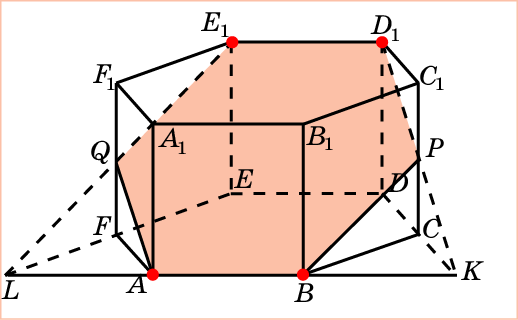 E₁ D₁
F₁ C₁
A₁ B₁
Q P
E D
F C
L A B K